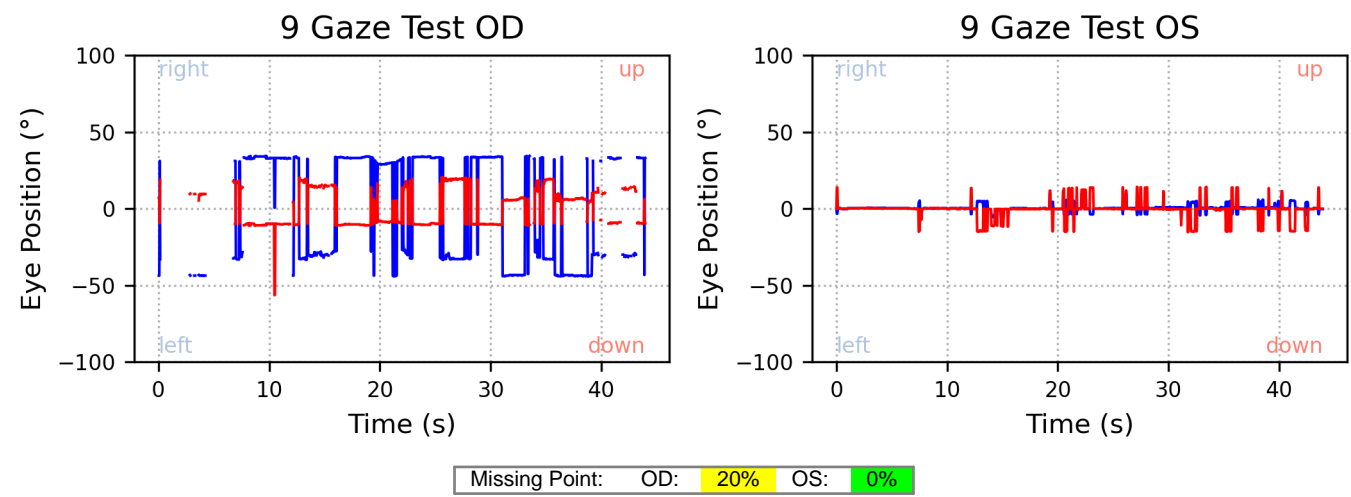 9 Gaze Test OD
100
50
0
−50
−100
Eye Position (°)
right
up
left
down
0
10
20
30
40
Time (s)
9 Gaze Test OS
100
50
0
−50
−100
Eye Position (°)
right
up
left
down
0
10
20
30
40
Time (s)
Missing Point: OD: 20% OS: 0%